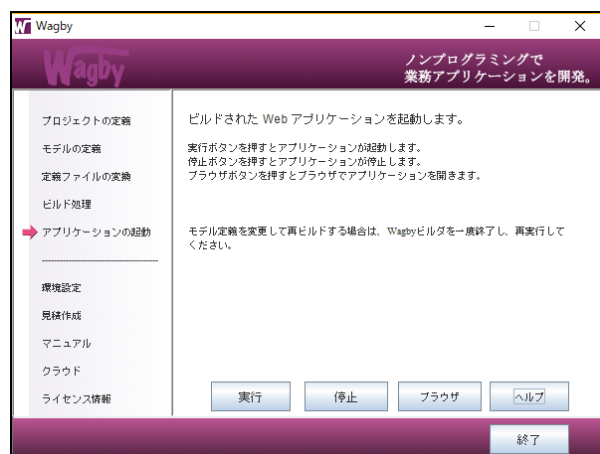 Wagby
Wagby
ノンプログラミングで
業務アプリケーションを開発。
プロジェクトの定義
モデルの定義
定義ファイルの変換
ビルド処理
アプリケーションの起動
環境設定
見積作成
マニュアル
クラウド
ライセンス情報
ビルドされた Web アプリケーションを起動します。
実行ボタンを押すとアプリケーションが起動します。
停止ボタンを押すとアプリケーションが停止します。
ブラウザボタンを押すとブラウザでアプリケーションを開きます。
モデル定義を変更して再ビルドする場合は、Wagbyビルダを一度終了し、再実行して
ください。
実行
停止
ブラウザ
ヘルプ
終了